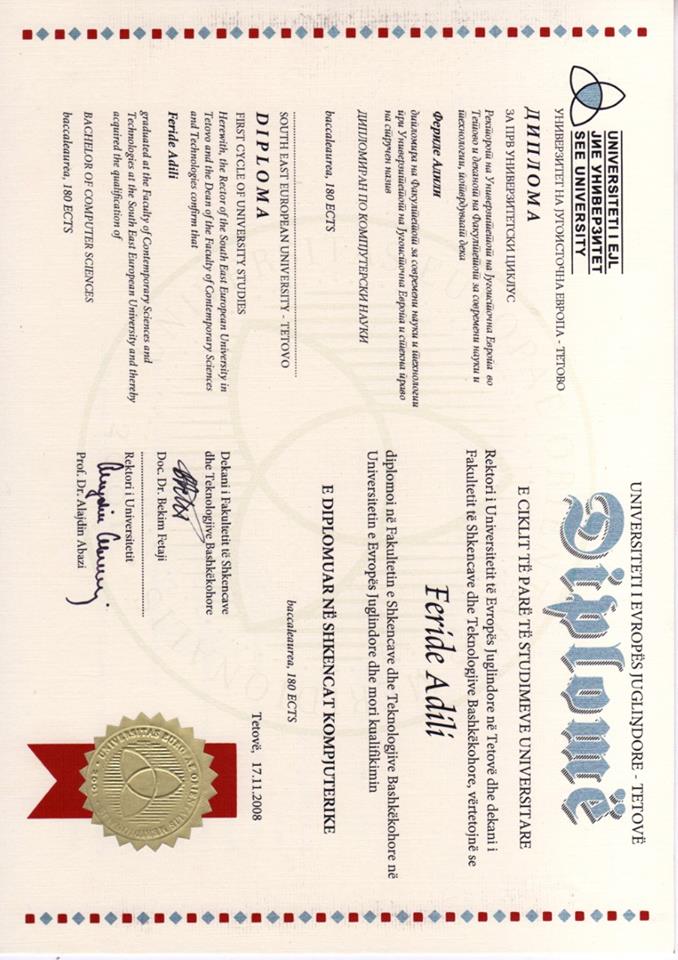 UNIVERSITETI I EJL
ЈИЕ УНИВЕРЗИТЕТ
SEE UNIVERSITY
УНИВЕРЗИТЕТ НА ЈУГОИСТОЧНА ЕВРОПА - ТЕТОВО
ДИПЛОМА
ЗА ПРВ УНИВЕРЗИТЕТСКИ ЦИКЛУС
Ректорот на Универзитетот на Југоисточна Европа во
Тетово и деканот на Факултетот за современи науки и
технологии, потврдуваат дека
Фериде Адили
дипломира на Факултетот за современи науки и технологии
при Универзитетот на Југоисточна Европа и стекна право
на стручен назив
ДИПЛОМИРАН ПО КОМПЈУТЕРСКИ НАУКИ
baccaleaurea, 180 ECTS
SOUTH EAST EUROPEAN UNIVERSITY - TETOVO
DIPLOMA
FIRST CYCLE OF UNIVERSITY STUDIES
Herewith, the Rector of the South East European University in
Tetovo and the Dean of the Faculty of Contemporary Sciences
and Technologies confirm that
Feride Adili
graduated at the Faculty of Contemporary Sciences and
Technologies at the South East European University and thereby
acquired the qualification of
BACHELOR OF COMPUTER SCIENCES
baccaleaurea, 180 ECTS
UNIVERSITETI I EVROPËS JUGLINDORE - TETOVË
Diplomë
E CIKLIT TË PARË TË STUDIMEVE UNIVERSITARE
Rektori i Universitetit të Evropës Juglindore në Tetovë dhe dekani i
Fakultetit të Shkencave dhe Teknologjive Bashkëkohore, vërtetojnë se
Feride Adili
diplomoi në Fakultetin e Shkencave dhe Teknologjive Bashkëkohore në
Universitetin e Evropës Juglindore dhe mori kualifikimin
E DIPLOMUAR NË SHKENCAT KOMPJUTERIKE
baccaleaurea, 180 ECTS
Tetovë, 17.11.2008
Dekani i Fakultetit të Shkencave
dhe Teknologjive Bashkëkohore
Doc. Dr. Bekim Fetaji
Rektori i Universitetit
Prof. Dr. Alajdin Abazi